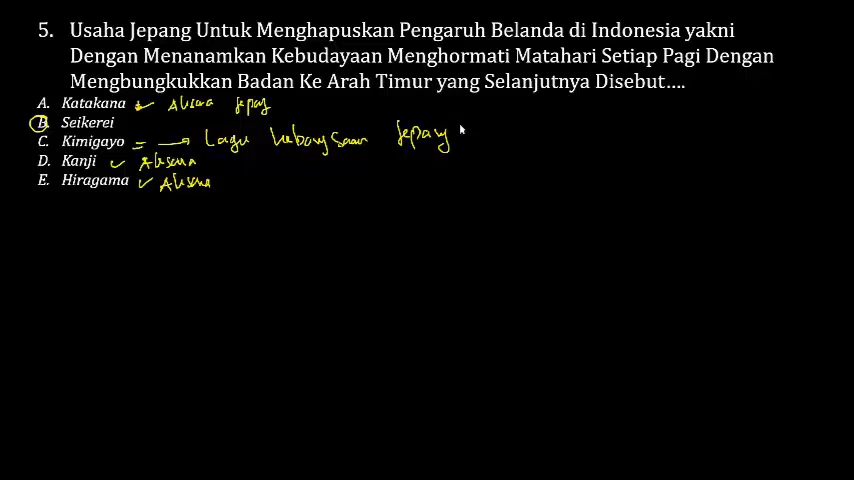 5. Usaha Jepang Untuk Menghapuskan Pengaruh Belanda di Indonesia yakni
Dengan Menanamkan Kebudayaan Menghormati Matahari Setiap Pagi Dengan
Mengbungkukkan Badan Ke Arah Timur yang Selanjutnya Disebut....
A. Katakana Aksara Jepang
B. Seikerei
C. Kimigayo = → Lagu kebangsaan Jepang
D. Kanji ✓ Aksara
E. Hiragama ✓ Aksara